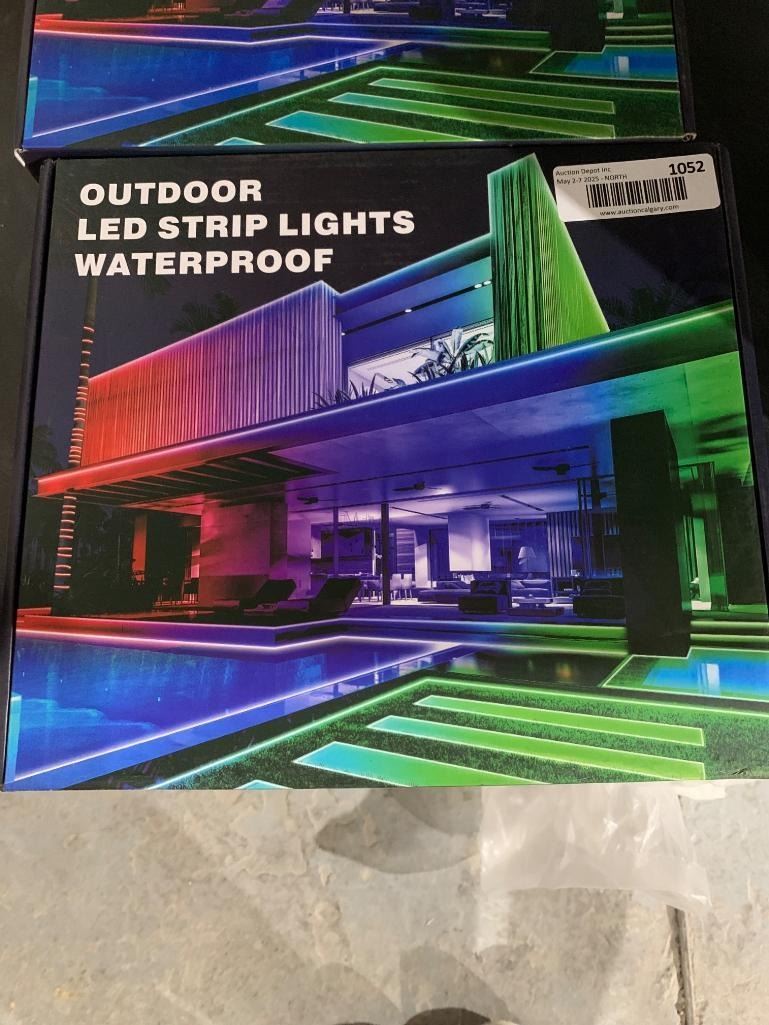 OUTDOOR
LED STRIP LIGHTS
WATERPROOF
Auction Depot Inc
May 2-7 2025 - NORTH
1052
www.auctioncalgary.com